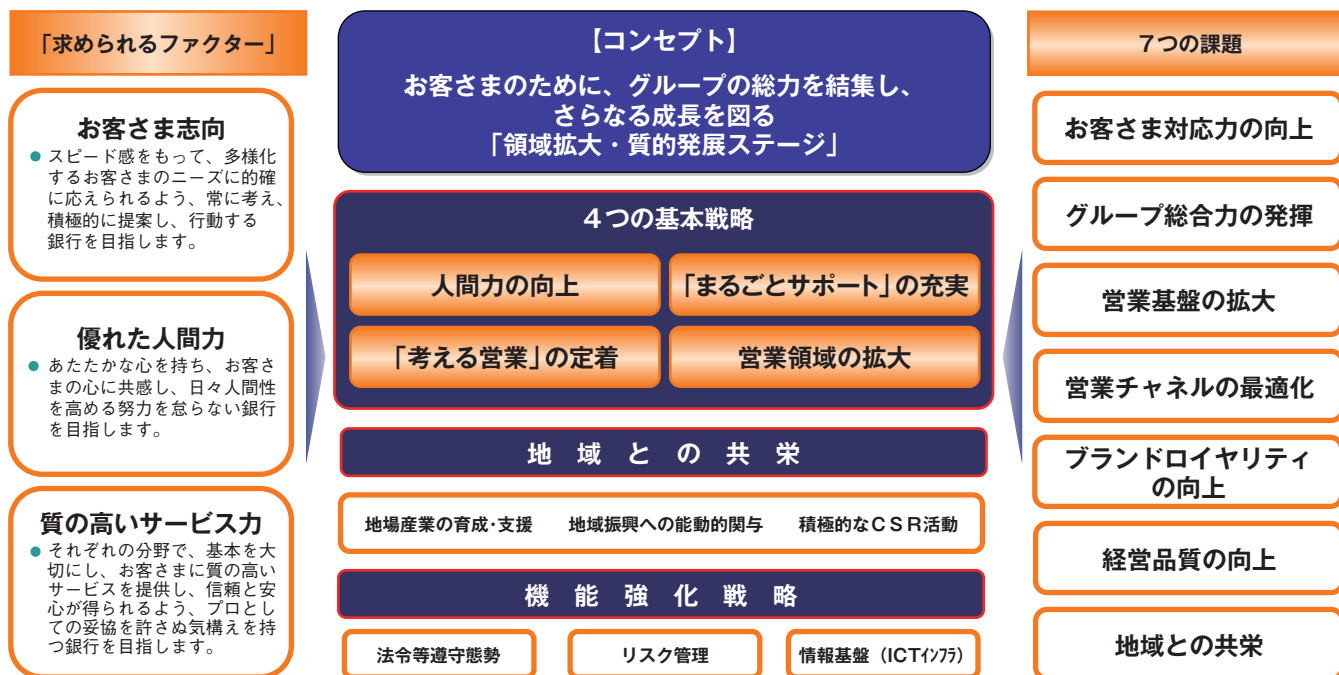 「求められるファクター」
お客さま志向
● スピード感をもって、多様化
するお客さまのニーズに的確
に応えられるよう、常に考え、
積極的に提案し、行動する
銀行を目指します。
優れた人間力
● あたたかな心を持ち、お客さ
まの心に共感し、日々人間性
を高める努力を怠らない銀行
を目指します。
質の高いサービス力
● それぞれの分野で、基本を大
切にし、お客さまに質の高い
サービスを提供し、信頼と安
心が得られるよう、プロとし
ての妥協を許さぬ気構えを持
つ銀行を目指します。
【コンセプト】
お客さまのために、グループの総力を結集し、
さらなる成長を図る
「領域拡大・質的発展ステージ」
4つの基本戦略
人間力の向上
「まるごとサポート」の充実
「考える営業」の定着
営業領域の拡大
地域との共栄
地場産業の育成・支援 地域振興への能動的関与 積極的なCSR活動
機能強化戦略
法令等遵守態勢
リスク管理
情報基盤（ICTｲﾝﾌﾗ）
7つの課題
お客さま対応力の向上
グループ総合力の発揮
営業基盤の拡大
営業チャネルの最適化
ブランドロイヤリティ
の向上
経営品質の向上
地域との共栄